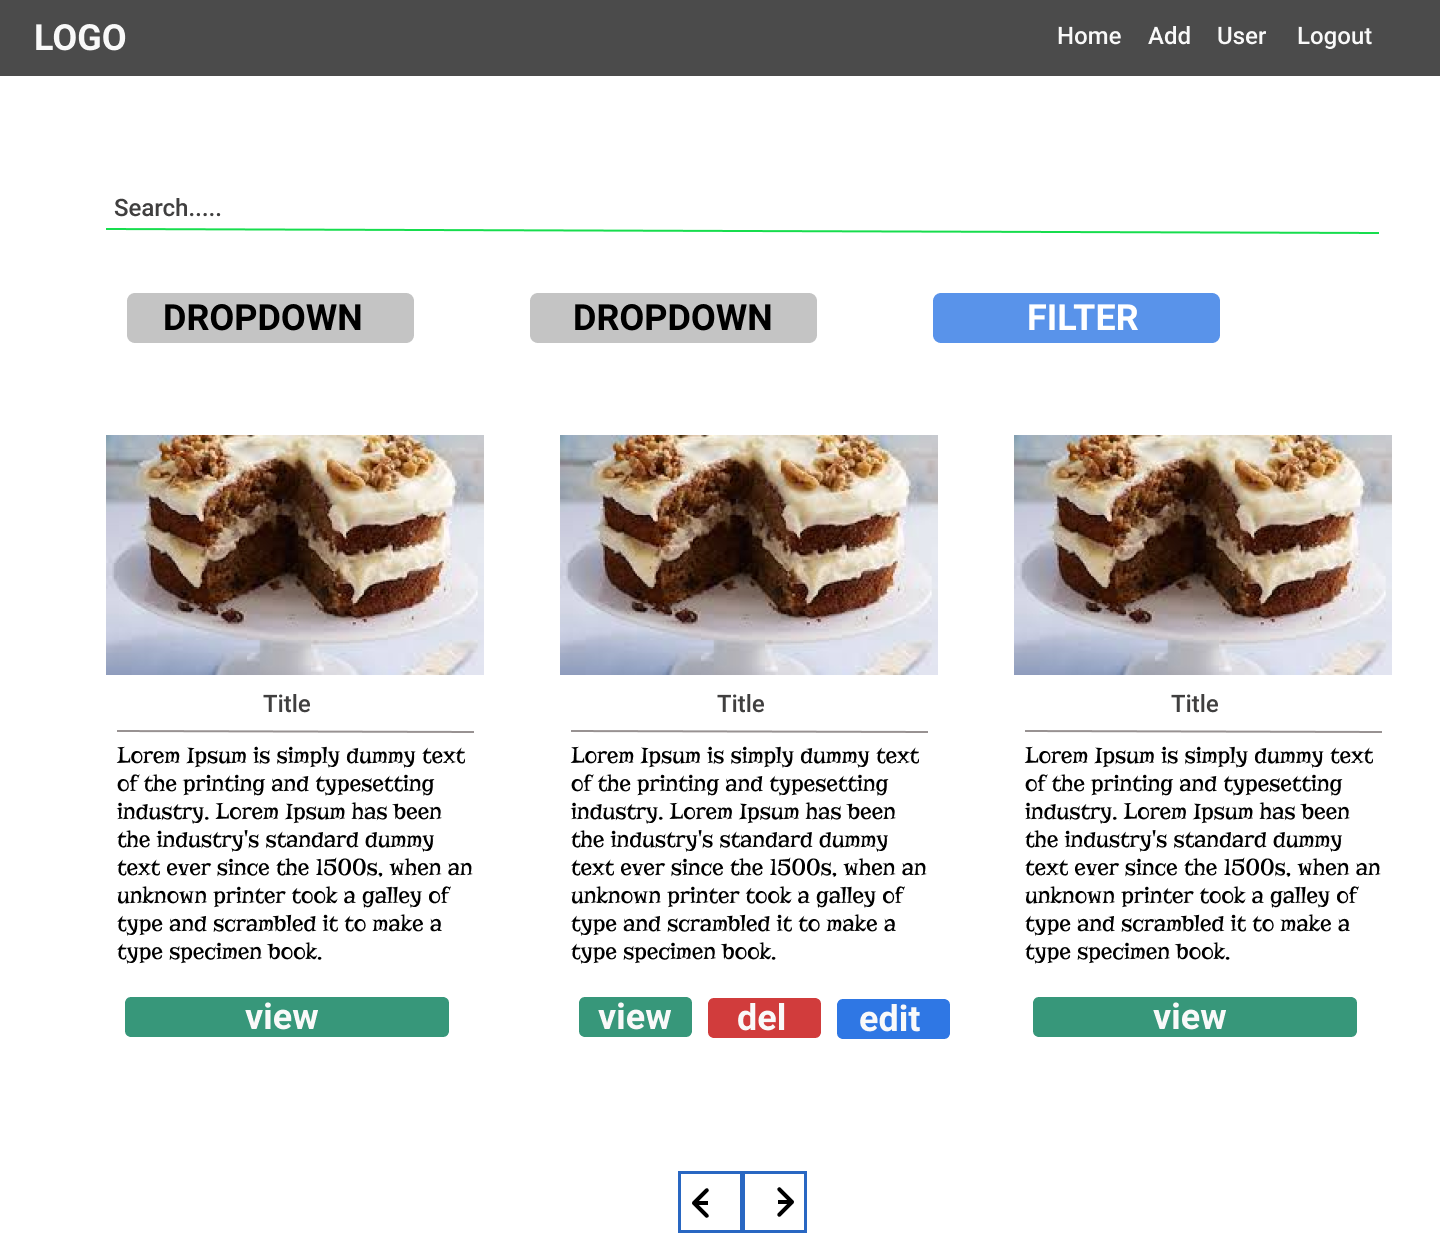 LOGO
Home Add User Logout
Search.....
DROPDOWN
DROPDOWN
FILTER
Title
Lorem Ipsum is simply dummy text
of the printing and typesetting
industry. Lorem Ipsum has been
the industry's standard dummy
text ever since the 1500s, when an
unknown printer took a galley of
type and scrambled it to make a
type specimen book.
view
Title
Lorem Ipsum is simply dummy text
of the printing and typesetting
industry. Lorem Ipsum has been
the industry's standard dummy
text ever since the 1500s, when an
unknown printer took a galley of
type and scrambled it to make a
type specimen book.
view del edit
Title
Lorem Ipsum is simply dummy text
of the printing and typesetting
industry. Lorem Ipsum has been
the industry's standard dummy
text ever since the 1500s, when an
unknown printer took a galley of
type and scrambled it to make a
type specimen book.
view